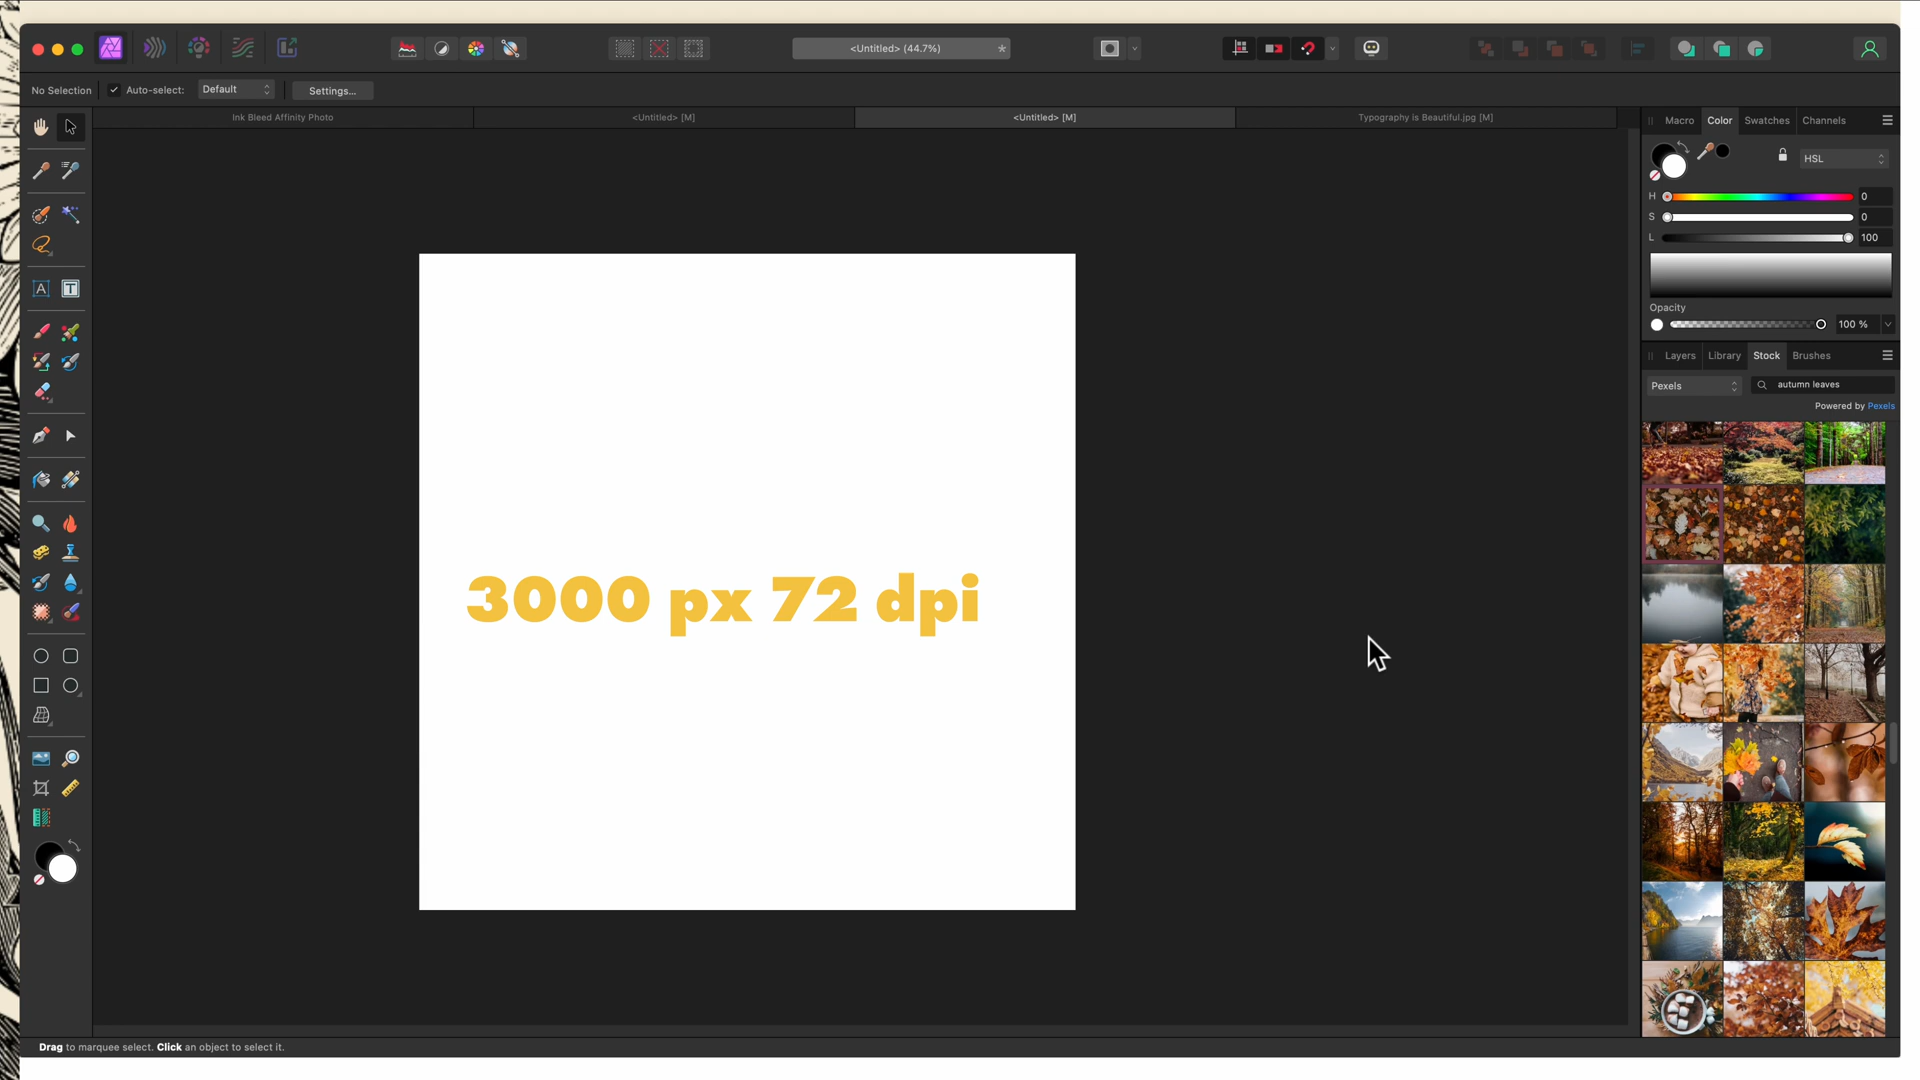 <Untitled> (44.7%)
*
No Selection
Auto-select:
Default
Settings...
Ink Bleed Affinity Photo
<Untitled> [M]
<Untitled> [M]
Typography is Beautiful.jpg [M]
Macro Color Swatches Channels
HSL
H 0
S 0
L 100
Opacity
100 %
Layers Library Stock Brushes
Pexels
autumn leaves
Powered by Pexels
A
T
3000 px 72 dpi
Drag to marquee select. Click an object to select it.